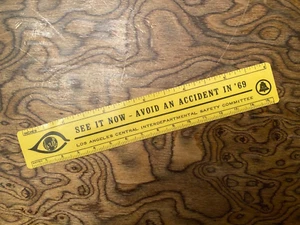 SEE IT NOW - AVOID AN ACCIDENT IN '69
LOS ANGELES CENTRAL INTERDEPARTMENTAL SAFETY COMMITTEE